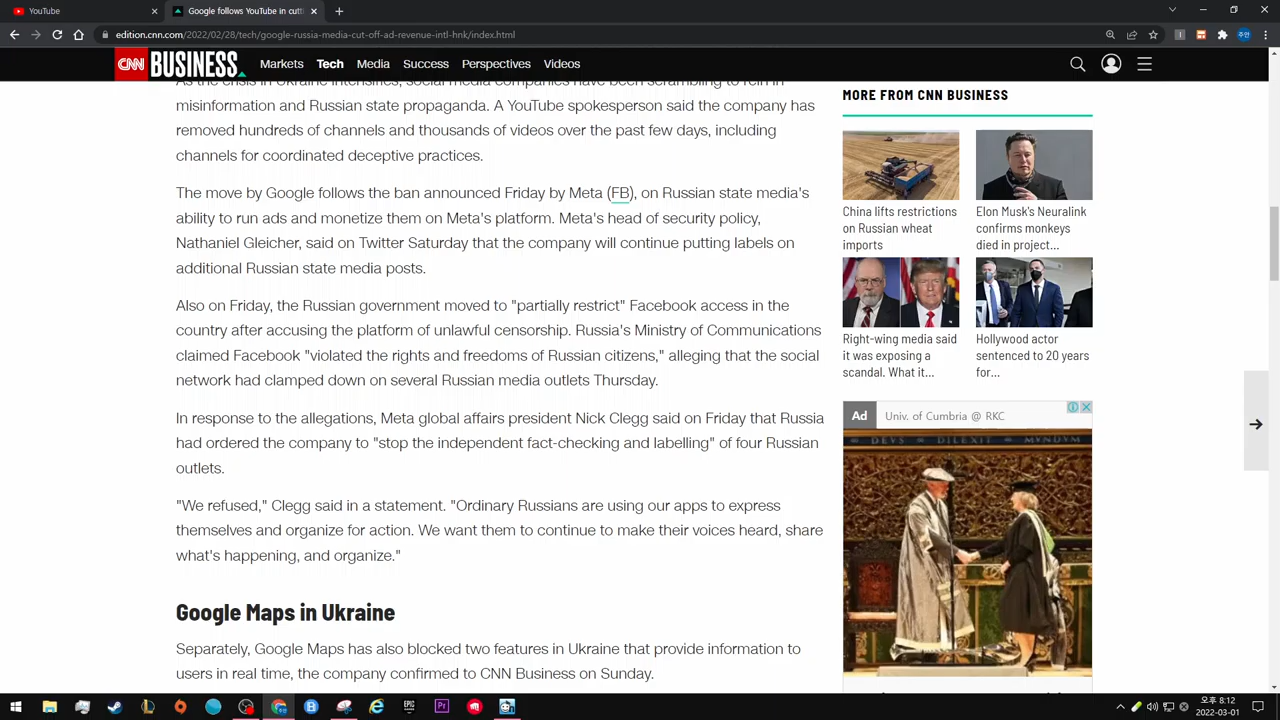 YouTube
Google follows YouTube in cutti
edition.cnn.com/2022/02/28/tech/google-russia-media-cut-off-ad-revenue-intl-hnk/index.html
CNN BUSINESS
Markets Tech Media Success Perspectives Videos
As the crisis in Ukraine intensifies, social media companies have been scrambling to rein in
misinformation and Russian state propaganda. A YouTube spokesperson said the company has
removed hundreds of channels and thousands of videos over the past few days, including
channels for coordinated deceptive practices.
The move by Google follows the ban announced Friday by Meta (FB), on Russian state media's
ability to run ads and monetize them on Meta's platform. Meta's head of security policy,
Nathaniel Gleicher, said on Twitter Saturday that the company will continue putting labels on
additional Russian state media posts.
Also on Friday, the Russian government moved to "partially restrict" Facebook access in the
country after accusing the platform of unlawful censorship. Russia's Ministry of Communications
claimed Facebook "violated the rights and freedoms of Russian citizens," alleging that the social
network had clamped down on several Russian media outlets Thursday.
In response to the allegations, Meta global affairs president Nick Clegg said on Friday that Russia
had ordered the company to "stop the independent fact-checking and labelling" of four Russian
outlets.
"We refused," Clegg said in a statement. "Ordinary Russians are using our apps to express
themselves and organize for action. We want them to continue to make their voices heard, share
what's happening, and organize."
Google Maps in Ukraine
Separately, Google Maps has also blocked two features in Ukraine that provide information to
users in real time, the company confirmed to CNN Business on Sunday.
MORE FROM CNN BUSINESS
China lifts restrictions
on Russian wheat
imports
Elon Musk's Neuralink
confirms monkeys
died in project...
Right-wing media said
it was exposing a
scandal. What it...
Hollywood actor
sentenced to 20 years
for...
Ad Univ. of Cumbria @ RKC
DEVS DILEXIT MVNDVM
오후 8:12
2022-03-01